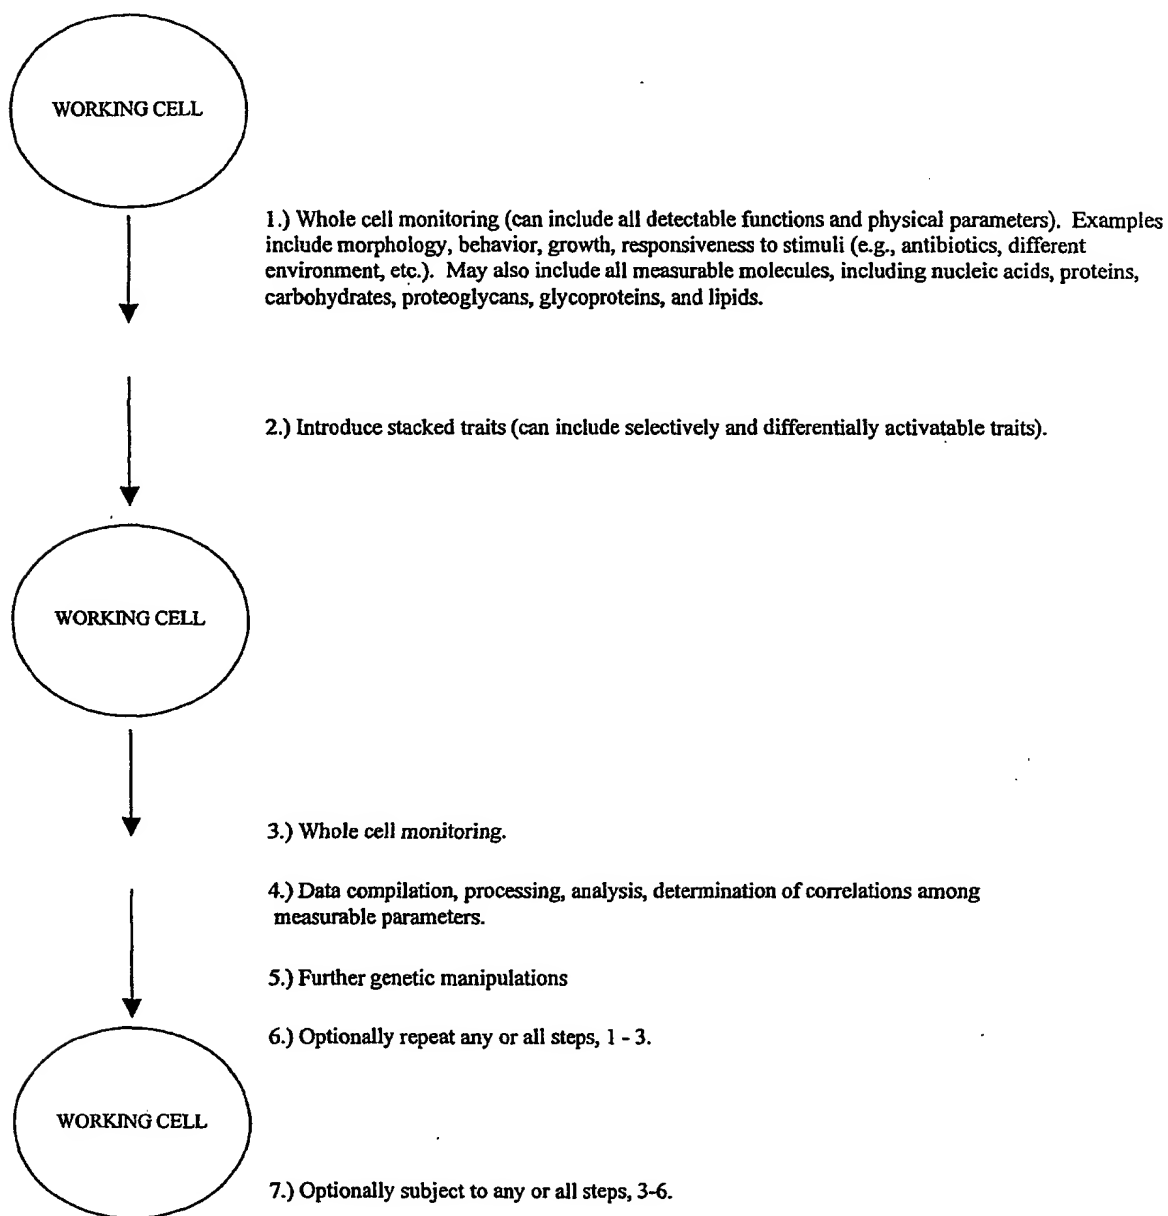 WORKING CELL
1.) Whole cell monitoring (can include all detectable functions and physical parameters). Examples
include morphology, behavior, growth, responsiveness to stimuli (e.g., antibiotics, different
environment, etc.). May also include all measurable molecules, including nucleic acids, proteins,
carbohydrates, proteoglycans, glycoproteins, and lipids.
2.) Introduce stacked traits (can include selectively and differentially activatable traits).
WORKING CELL
3.) Whole cell monitoring.
4.) Data compilation, processing, analysis, determination of correlations among
measurable parameters.
5.) Further genetic manipulations
6.) Optionally repeat any or all steps, 1 - 3.
WORKING CELL
7.) Optionally subject to any or all steps, 3-6.